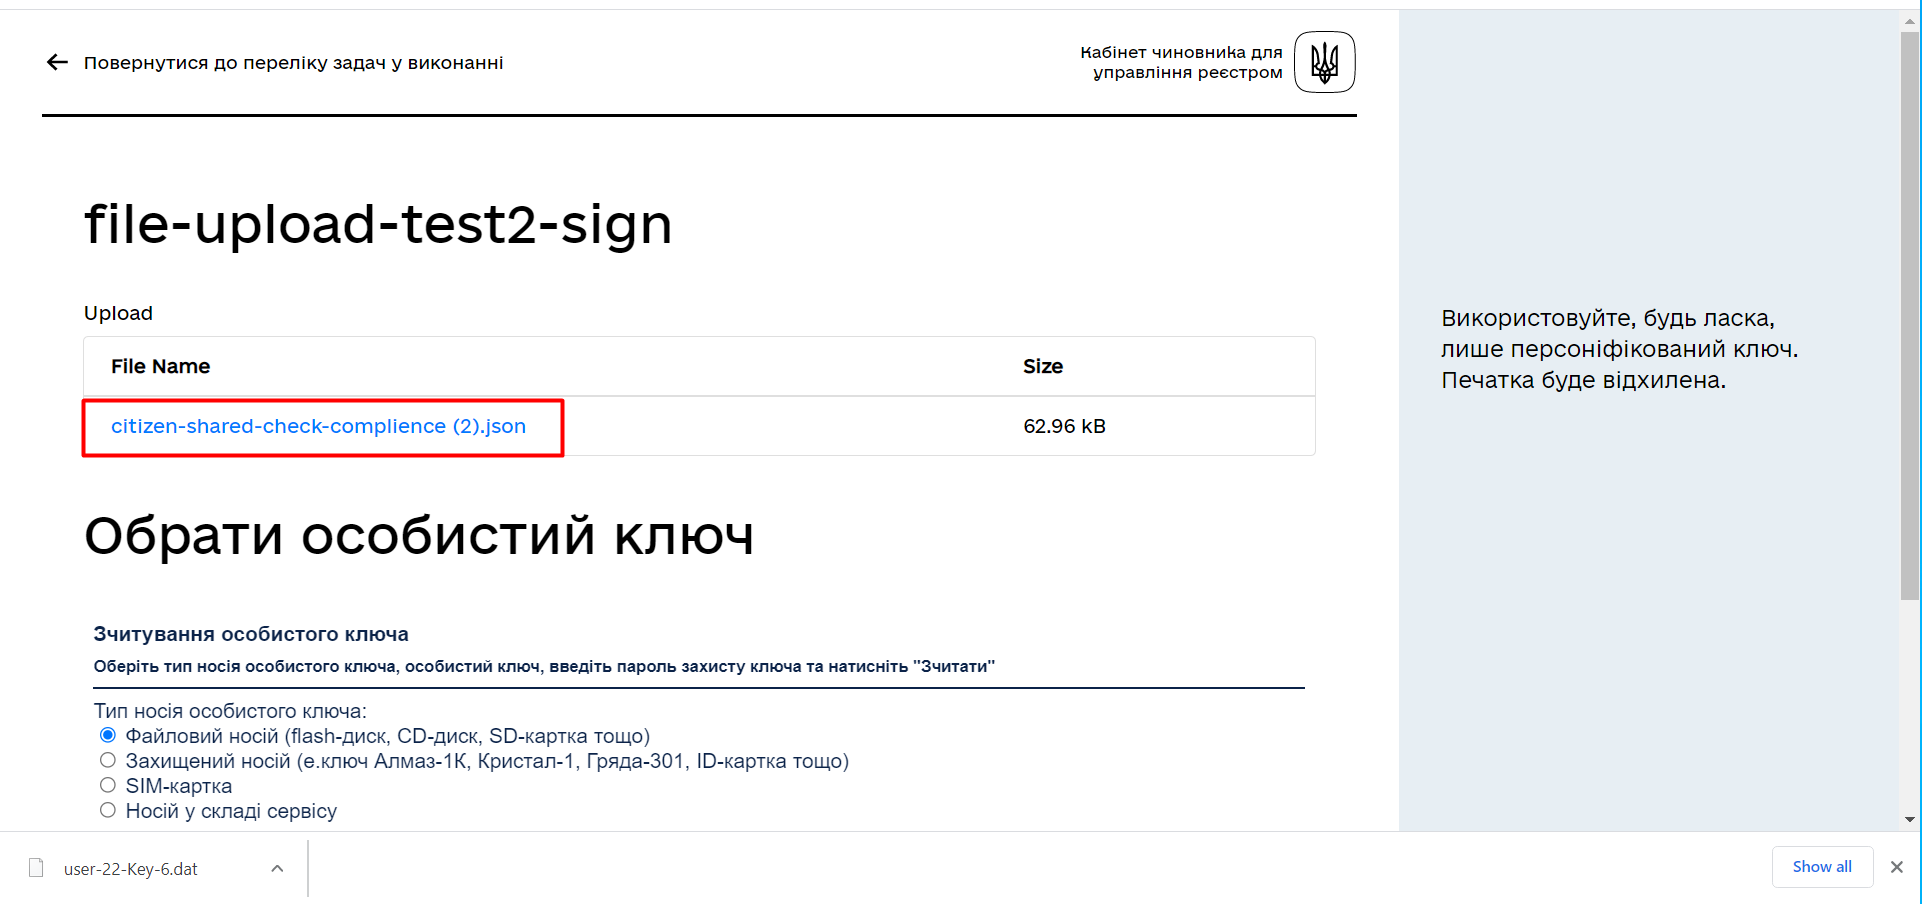 Повернутися до переліку задач у виконанні
Кабінет чиновника для
управління реєстром
file-upload-test2-sign
Upload
File Name Size
citizen-shared-check-complience (2).json 62.96 kB
Використовуйте, будь ласка,
лише персоніфікований ключ.
Печатка буде відхилена.
Обрати особистий ключ
Зчитування особистого ключа
Оберіть тип носія особистого ключа, особистий ключ, введіть пароль захисту ключа та натисніть "Зчитати"
Тип носія особистого ключа:
Файловий носій (flash-диск, CD-диск, SD-картка тощо)
Захищений носій (е.ключ Алмаз-1К, Кристал-1, Гряда-301, ID-картка тощо)
SIM-картка
Носій у складі сервісу
user-22-Key-6.dat
Show all